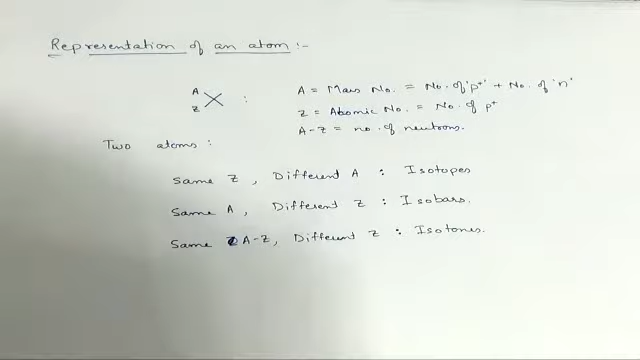 Representation of an atom :-
A
Z X : A = Mass No. = No. of 'p+' + No. of 'n'
Z = Atomic No. = No. of p+
A-Z = no. of neutrons.
Two atoms :
Same Z, Different A : Isotopes
Same A, Different Z : Isobars.
Same A-Z, Different Z : Isotones.